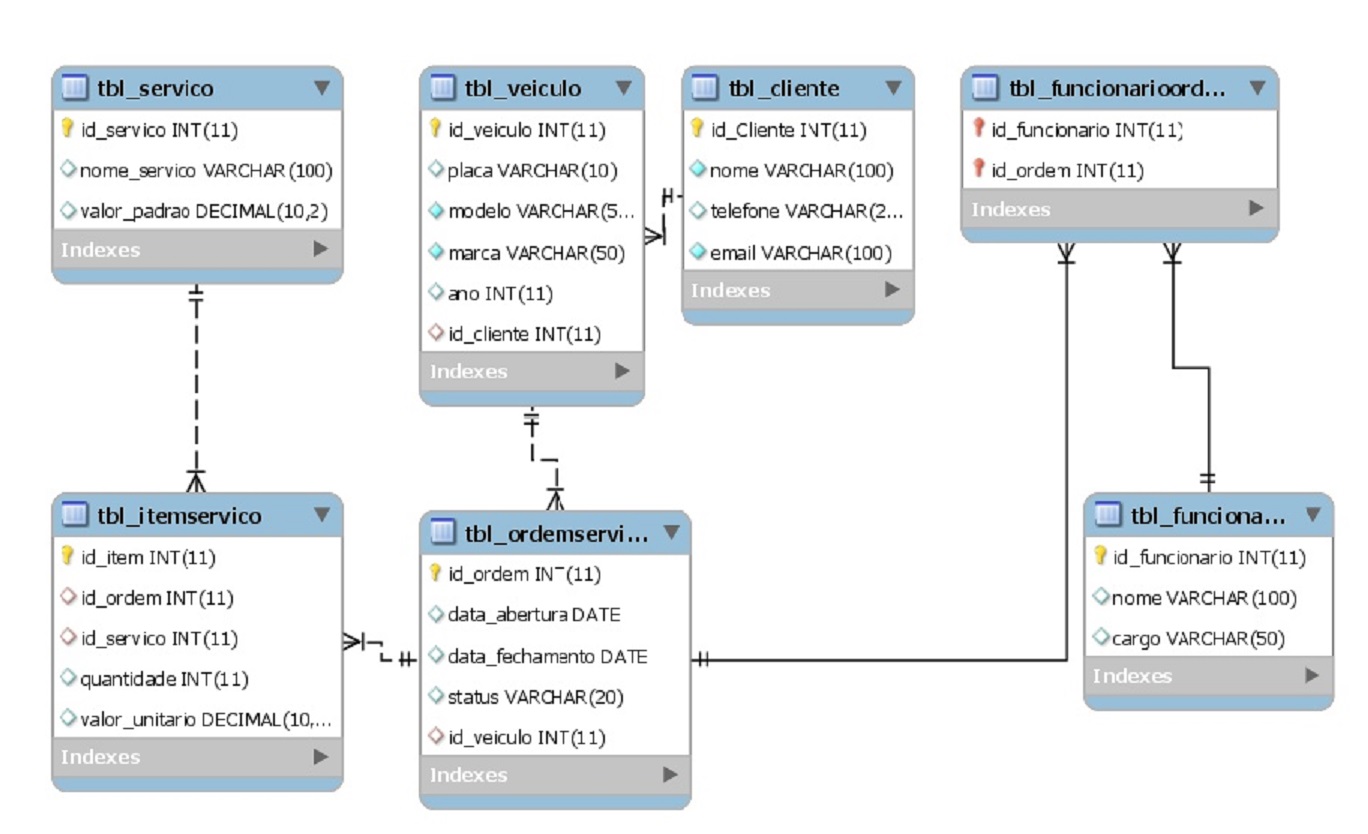 tbl_servico
id_servico INT(11)
nome_servico VARCHAR(100)
valor_padrao DECIMAL(10,2)
Indexes
tbl_veiculo
id_veiculo INT(11)
placa VARCHAR(10)
modelo VARCHAR(5...
marca VARCHAR(50)
ano INT(11)
id_cliente INT(11)
Indexes
tbl_cliente
id_Cliente INT(11)
nome VARCHAR(100)
telefone VARCHAR(2...
email VARCHAR(100)
Indexes
tbl_funcionarioord...
id_funcionario INT(11)
id_ordem INT(11)
Indexes
tbl_itemservico
id_item INT(11)
id_ordem INT(11)
id_servico INT(11)
quantidade INT(11)
valor_unitario DECIMAL(10,...
Indexes
tbl_ordemservi...
id_ordem INT(11)
data_abertura DATE
data_fechamento DATE
status VARCHAR(20)
id_veiculo INT(11)
Indexes
tbl_funciona...
id_funcionario INT(11)
nome VARCHAR(100)
cargo VARCHAR(50)
Indexes